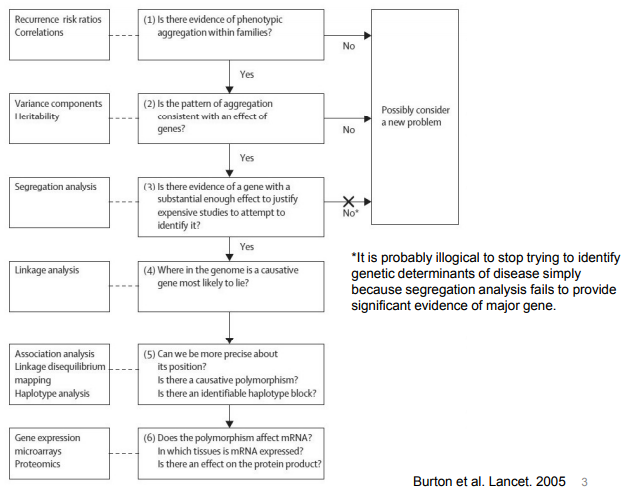 Recurrence risk ratios
Correlations
(1) Is there evidence of phenotypic
aggregation within families?
No
Yes
Variance components
Heritability
(2) Is the pattern of aggregation
consistent with an effect of
genes?
No
Possibly consider
a new problem
Yes
Segregation analysis
(3) Is there evidence of a gene with a
substantial enough effect to justify
expensive studies to attempt to
identify it?
No*
Yes
*It is probably illogical to stop trying to identify
genetic determinants of disease simply
because segregation analysis fails to provide
significant evidence of major gene.
Linkage analysis
(4) Where in the genome is a causative
gene most likely to lie?
Association analysis
Linkage disequilibrium
mapping
Haplotype analysis
(5) Can we be more precise about
its position?
Is there a causative polymorphism?
Is there an identifiable haplotype block?
Gene expression
microarrays
Proteomics
(6) Does the polymorphism affect mRNA?
In which tissues is mRNA expressed?
Is there an effect on the protein product?
Burton et al. Lancet, 2005 3